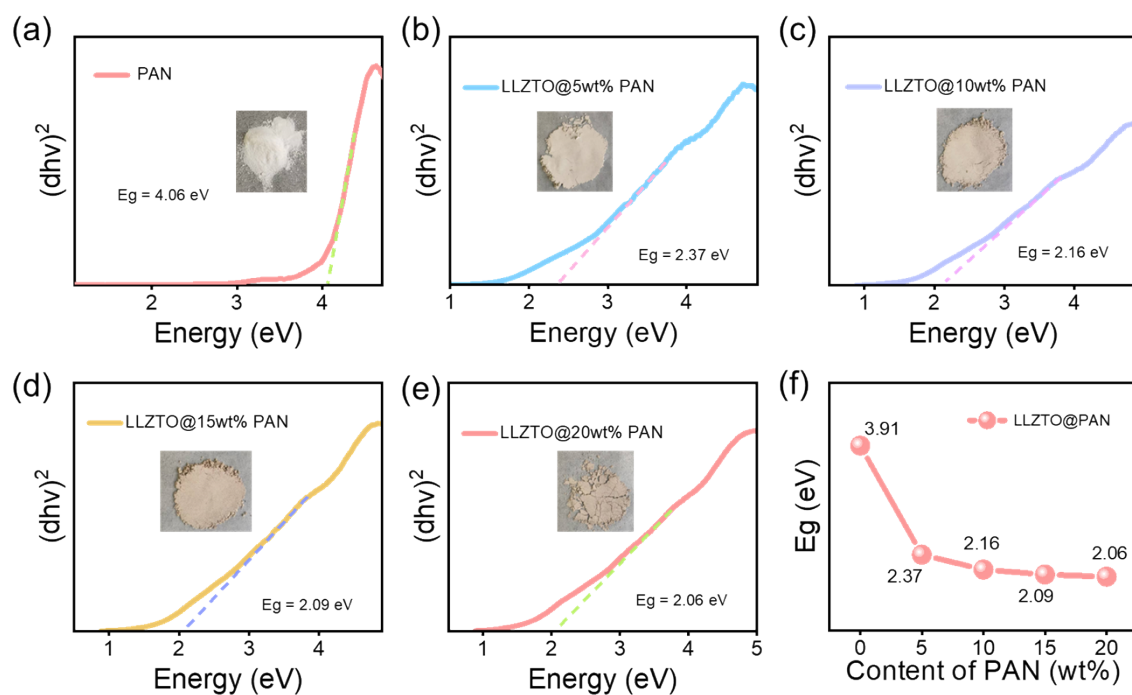 (a)
PAN
Eg = 4.06 eV
(dhv)²
2
3
4
Energy (eV)
(b)
LLZTO@5wt% PAN
Eg = 2.37 eV
(dhv)²
1
2
3
4
Energy (eV)
(c)
LLZTO@10wt% PAN
Eg = 2.16 eV
(dhv)²
1
2
3
4
Energy (eV)
(d)
LLZTO@15wt% PAN
Eg = 2.09 eV
(dhv)²
1
2
3
4
Energy (eV)
(e)
LLZTO@20wt% PAN
Eg = 2.06 eV
(dhv)²
1
2
3
4
5
Energy (eV)
(f)
LLZTO@PAN
3.91
2.37
2.16
2.09
2.06
Eg (eV)
0
5
10
15
20
Content of PAN (wt%)